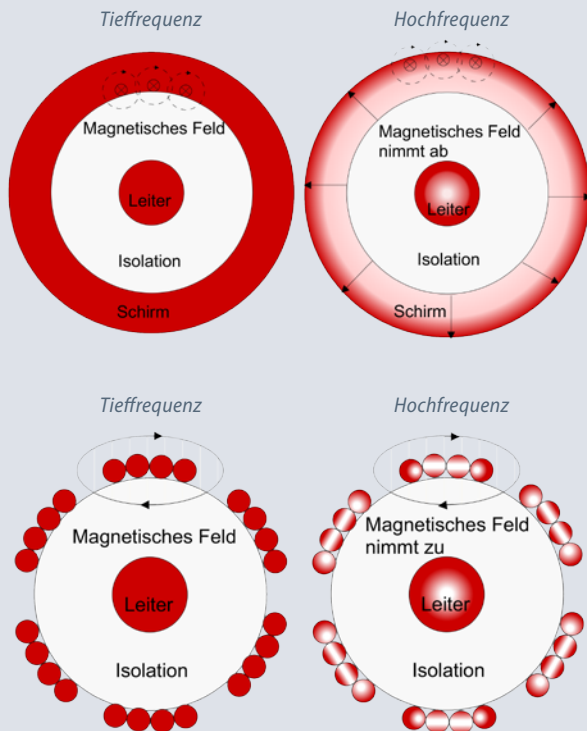 Tieffrequenz
Hochfrequenz
Magnetisches Feld
Leiter
Isolation
Schirm
Magnetisches Feld
nimmt ab
Leiter
Isolation
Schirm
Tieffrequenz
Hochfrequenz
Magnetisches Feld
Leiter
Isolation
Magnetisches Feld
nimmt zu
Leiter
Isolation